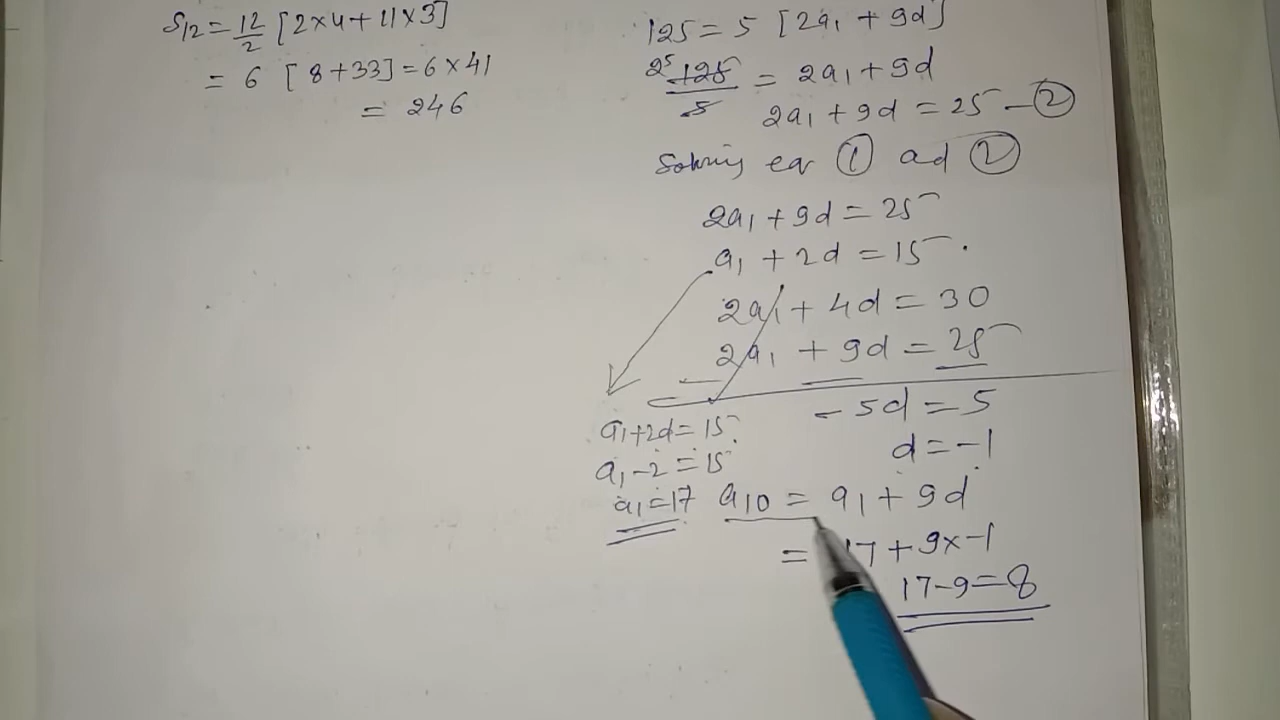 S12 = 12/2 [2×4+11×3]
= 6 [8+33] = 6×41
= 246
125 = 5 [2a1 + 9d]
25 125/5 = 2a1 + 9d
2a1 + 9d = 25 - ②
Solving eq ① ad ②
2a1 + 9d = 25
a1 + 2d = 15.
2a1 + 4d = 30
2a1 + 9d = 25
- 5d = 5
d = -1
a1+2d = 15
a1-2 = 15
a1 = 17
a10 = a1 + 9d
= 17 + 9×-1
17-9 = 8